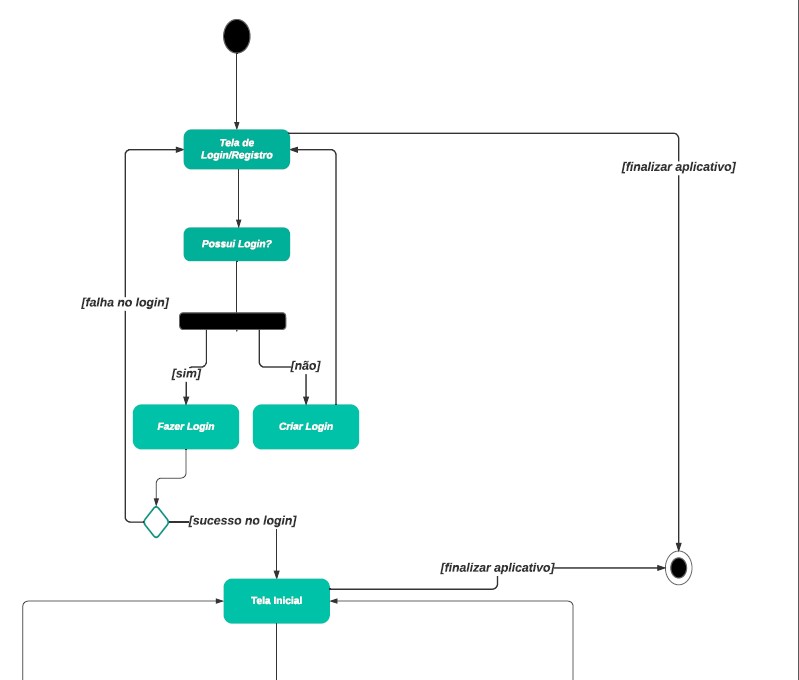 Tela de
Login/Registro
[finalizar aplicativo]
Possui Login?
[falha no login]
[sim]
[não]
Fazer Login
Criar Login
[sucesso no login]
[finalizar aplicativo]
Tela Inicial